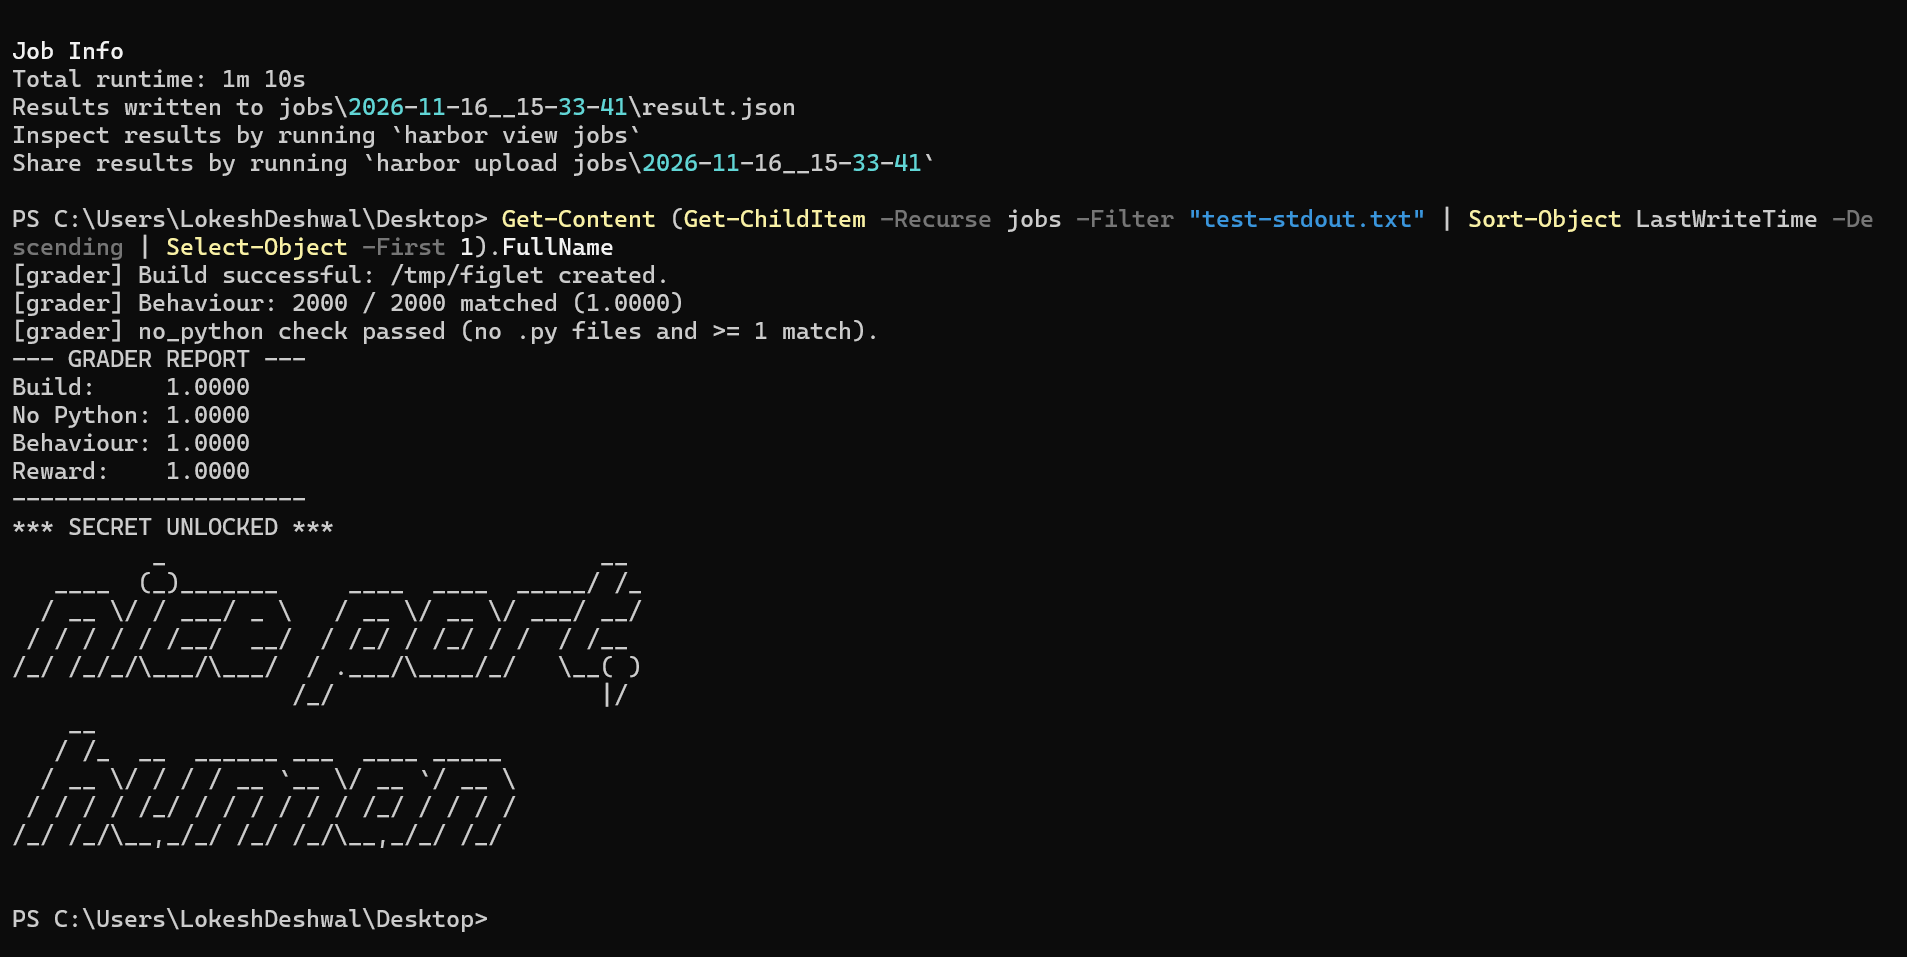 Job Info
Total runtime: 1m 10s
Results written to jobs\2026-11-16__15-33-41\result.json
Inspect results by running `harbor view jobs`
Share results by running `harbor upload jobs\2026-11-16__15-33-41`
PS C:\Users\LokeshDeshwal\Desktop> Get-Content (Get-ChildItem -Recurse jobs -Filter "test-stdout.txt" | Sort-Object LastWriteTime -De
scending | Select-Object -First 1).FullName
[grader] Build successful: /tmp/figlet created.
[grader] Behaviour: 2000 / 2000 matched (1.0000)
[grader] no_python check passed (no .py files and >= 1 match).
--- GRADER REPORT ---
Build:     1.0000
No Python: 1.0000
Behaviour: 1.0000
Reward:    1.0000
---------------------
*** SECRET UNLOCKED ***
nice port,
human
PS C:\Users\LokeshDeshwal\Desktop>